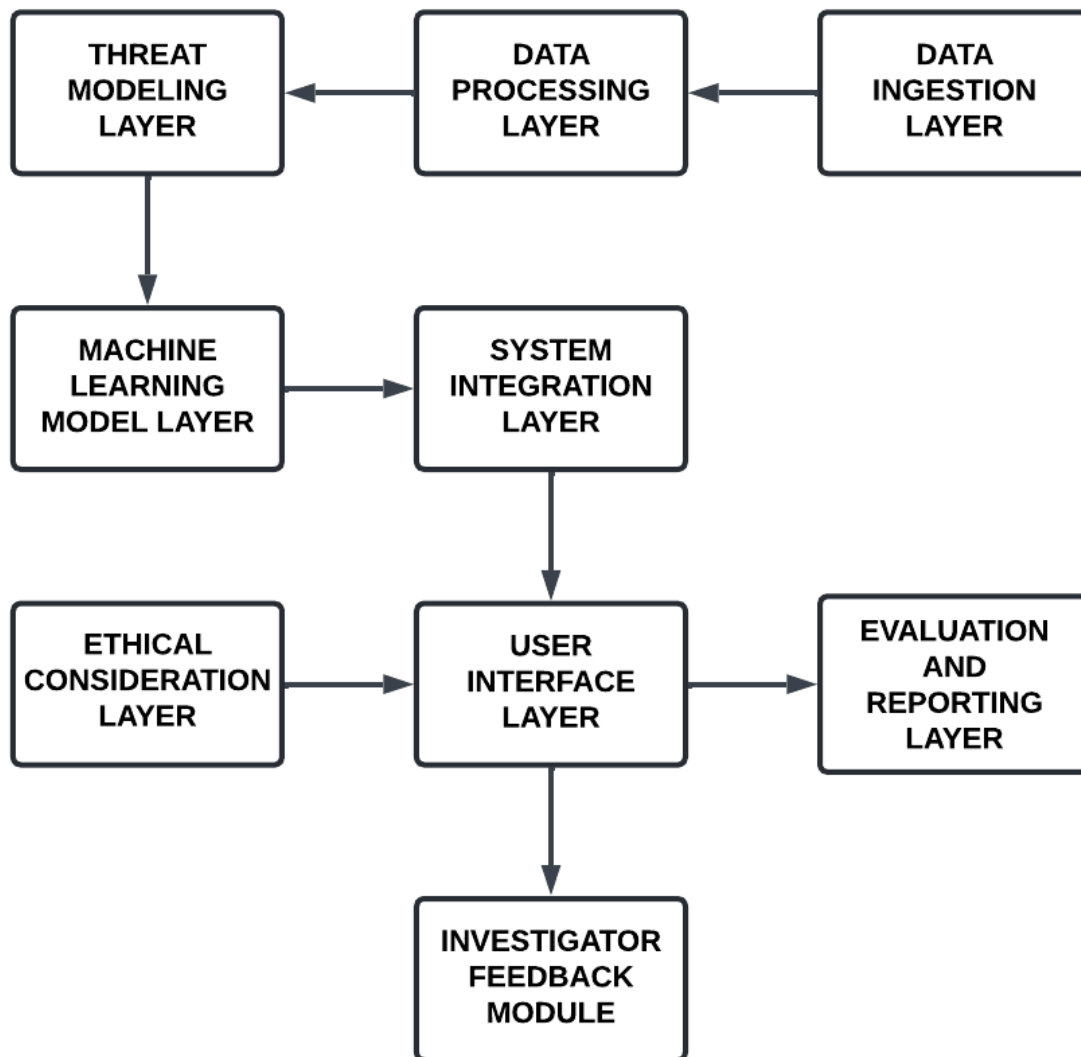 THREAT
MODELING
LAYER
DATA
PROCESSING
LAYER
DATA
INGESTION
LAYER
MACHINE
LEARNING
MODEL LAYER
SYSTEM
INTEGRATION
LAYER
ETHICAL
CONSIDERATION
LAYER
USER
INTERFACE
LAYER
EVALUATION
AND
REPORTING
LAYER
INVESTIGATOR
FEEDBACK
MODULE